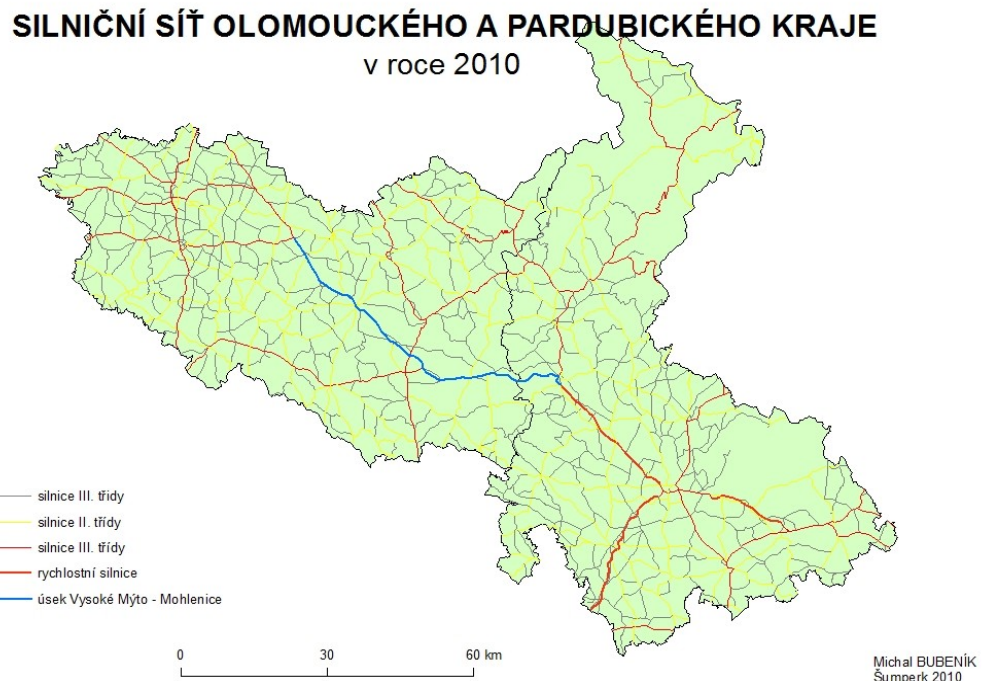 SILNIČNÍ SÍŤ OLOMOUCKÉHO A PARDUBICKÉHO KRAJE
v roce 2010
silnice III. třidy
silnice II. třídy
silnice III. třídy
rychlostní silnice
úsek Vysoké Mýto - Mohlenice
0 30 60 km
Michal BUBENÍK
Šumperk 2010